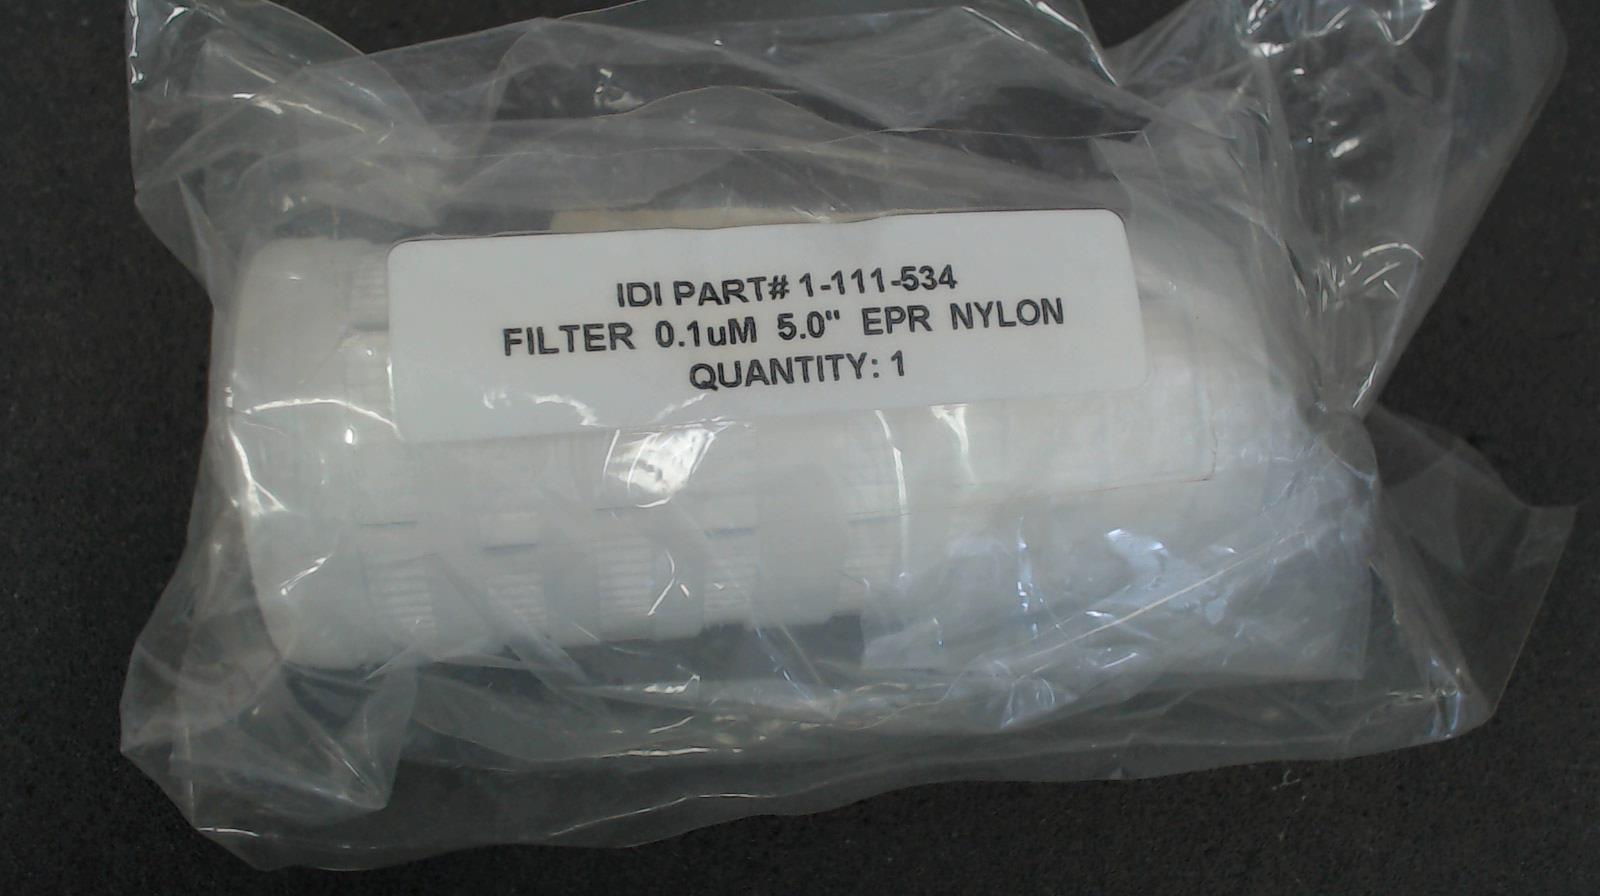 IDI PART# 1-111-534
FILTER 0.1uM 5.0" EPR NYLON
QUANTITY: 1